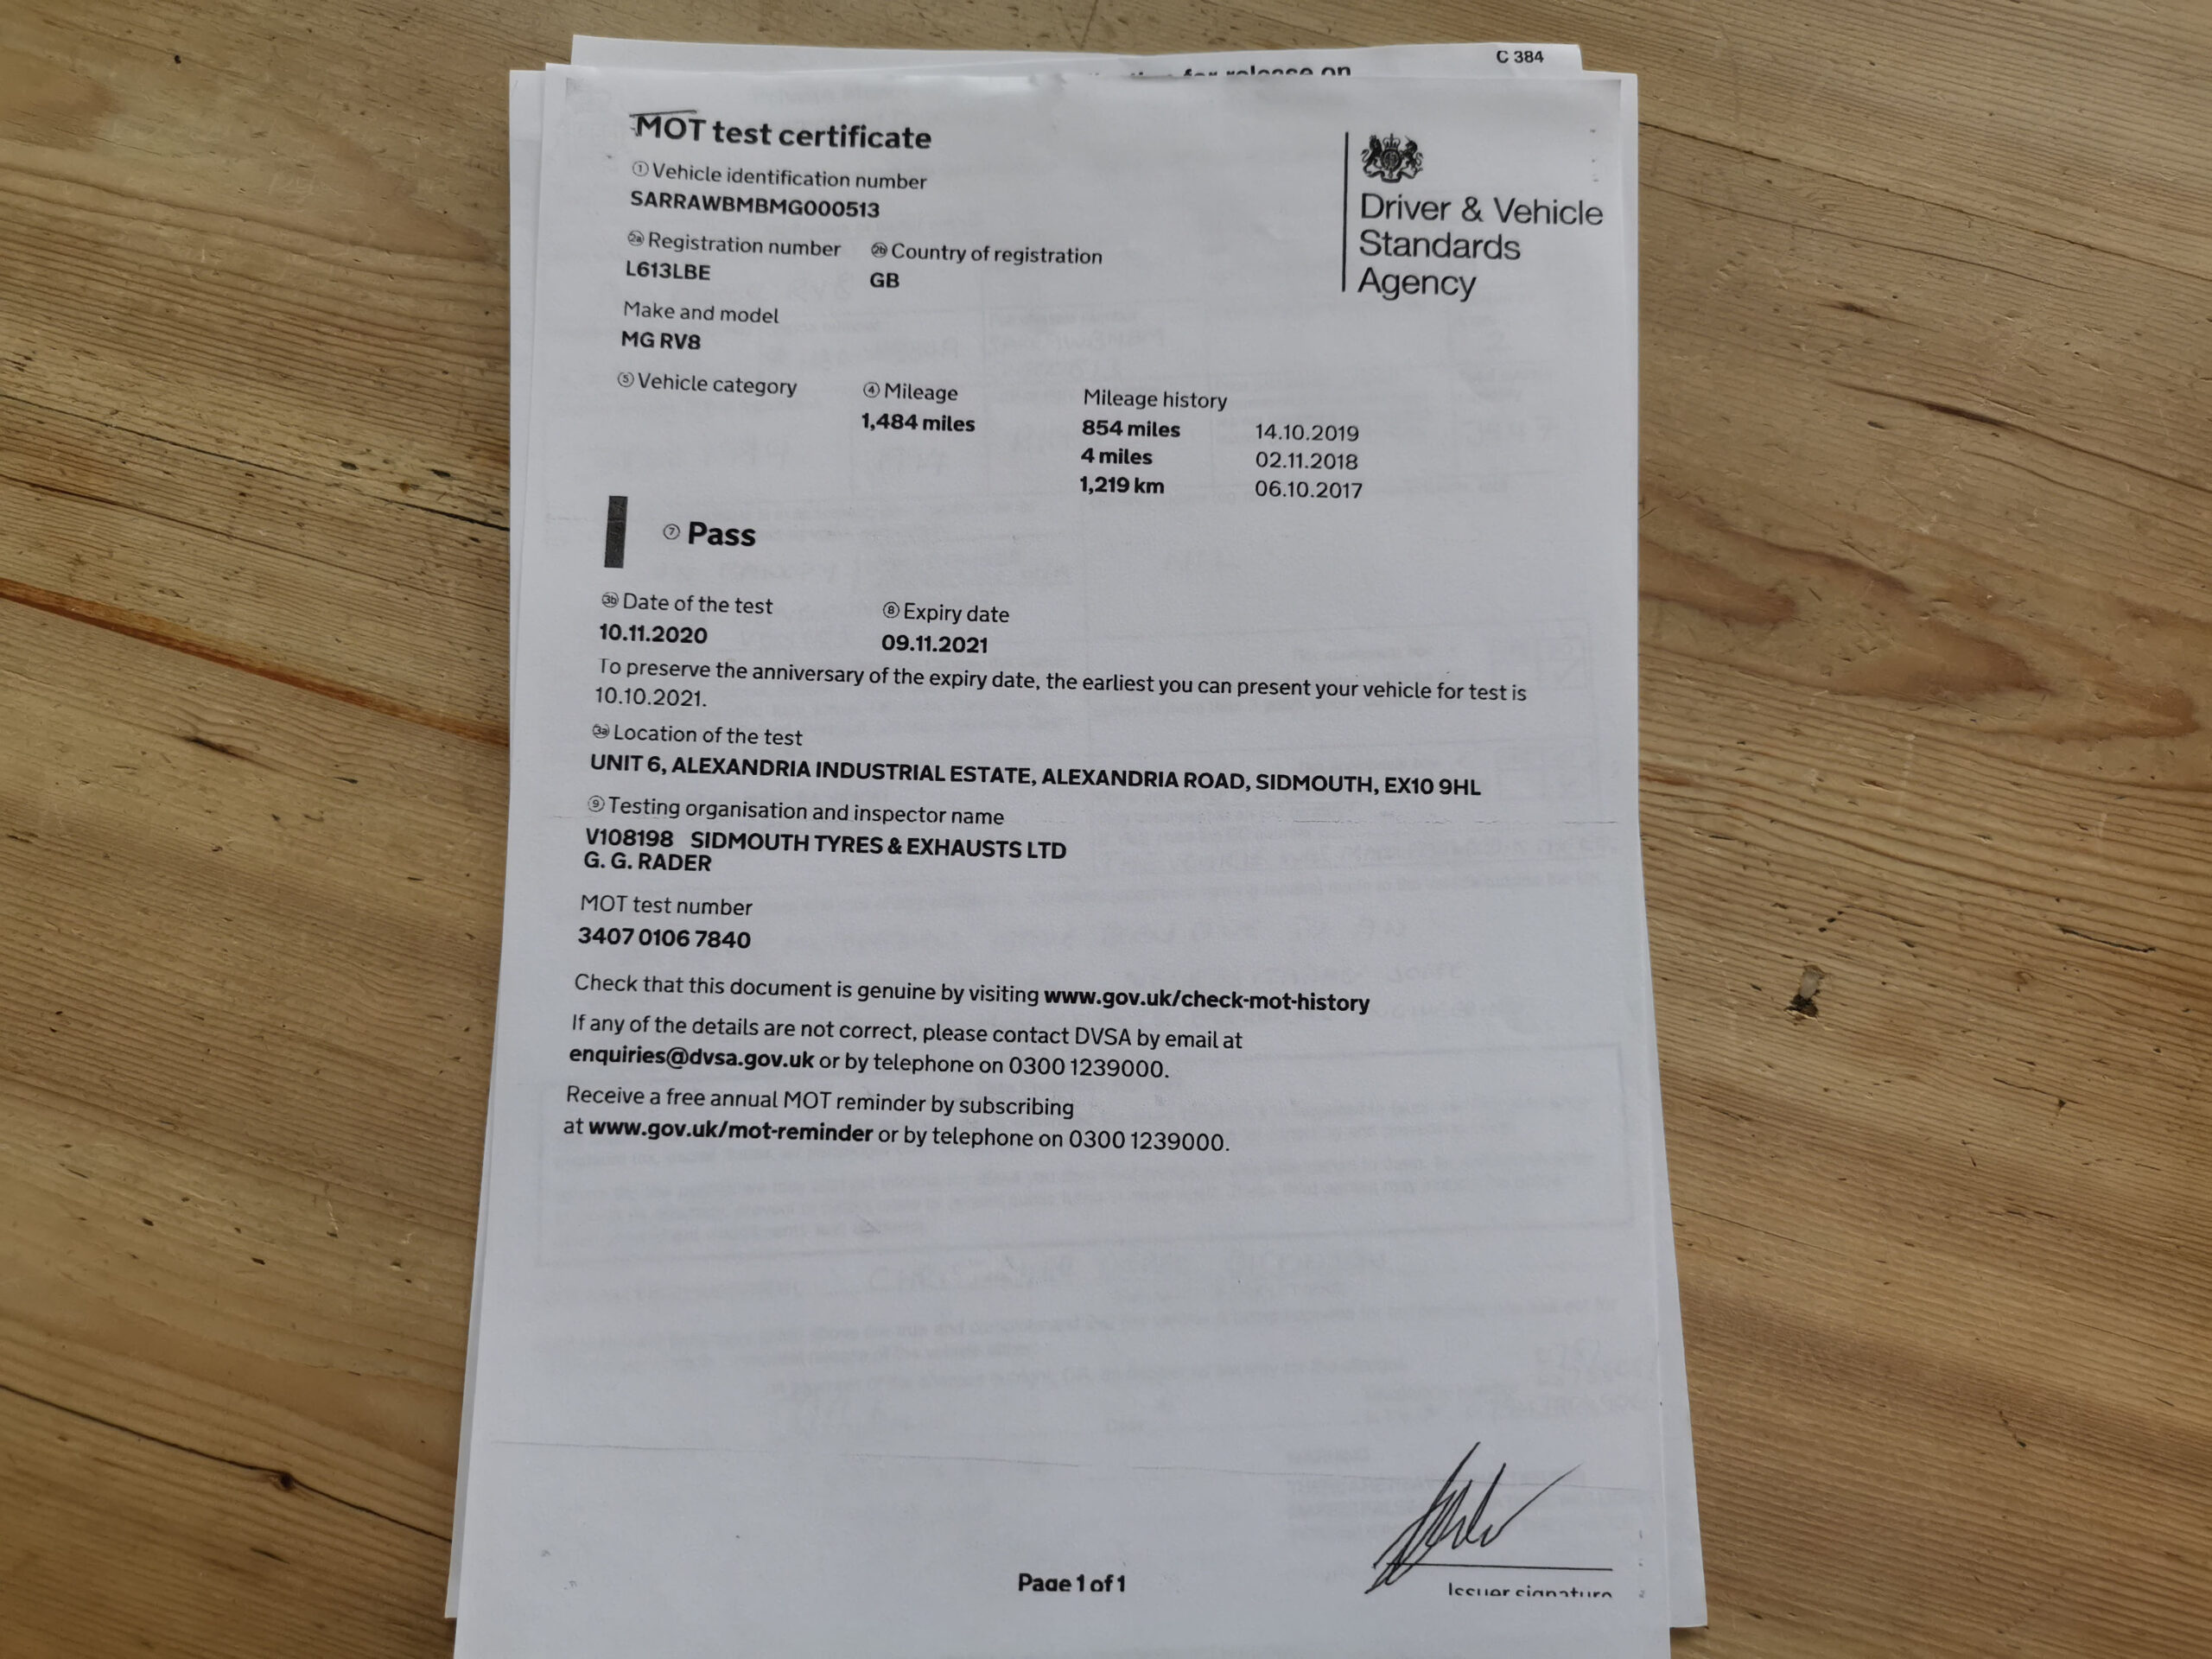 C 384
for release on
MOT test certificate
① Vehicle identification number
SARRAWBMBMG000513
2a Registration number 2b Country of registration
L613LBE GB
Make and model
MG RV8
⑤ Vehicle category ④ Mileage Mileage history
1,484 miles 854 miles 14.10.2019
4 miles 02.11.2018
1,219 km 06.10.2017
⑦ Pass
3b Date of the test ⑧ Expiry date
10.11.2020 09.11.2021
To preserve the anniversary of the expiry date, the earliest you can present your vehicle for test is
10.10.2021.
3a Location of the test
UNIT 6, ALEXANDRIA INDUSTRIAL ESTATE, ALEXANDRIA ROAD, SIDMOUTH, EX10 9HL
⑨ Testing organisation and inspector name
V108198 SIDMOUTH TYRES & EXHAUSTS LTD
G. G. RADER
MOT test number
3407 0106 7840
Check that this document is genuine by visiting www.gov.uk/check-mot-history
If any of the details are not correct, please contact DVSA by email at
enquiries@dvsa.gov.uk or by telephone on 0300 1239000.
Receive a free annual MOT reminder by subscribing
at www.gov.uk/mot-reminder or by telephone on 0300 1239000.
Driver & Vehicle
Standards
Agency
Page 1 of 1
Issuer signature